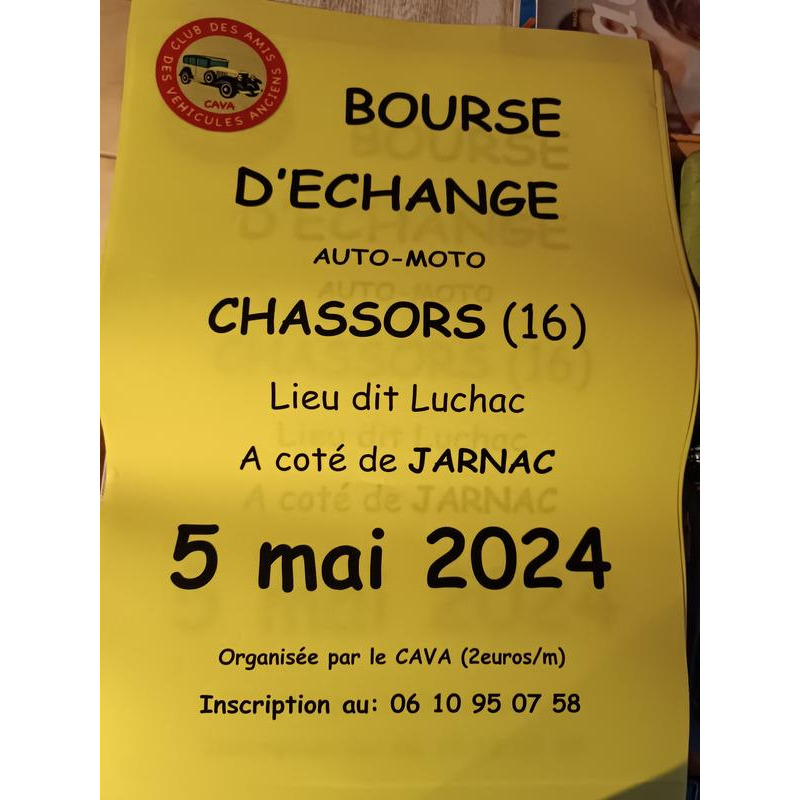 CLUB DES AMIS
DES VEHICULES ANCIENS
CAVA
BOURSE
D'ECHANGE
AUTO-MOTO
CHASSORS (16)
Lieu dit Luchac
A coté de JARNAC
5 mai 2024
Organisée par le CAVA (2euros/m)
Inscription au: 06 10 95 07 58